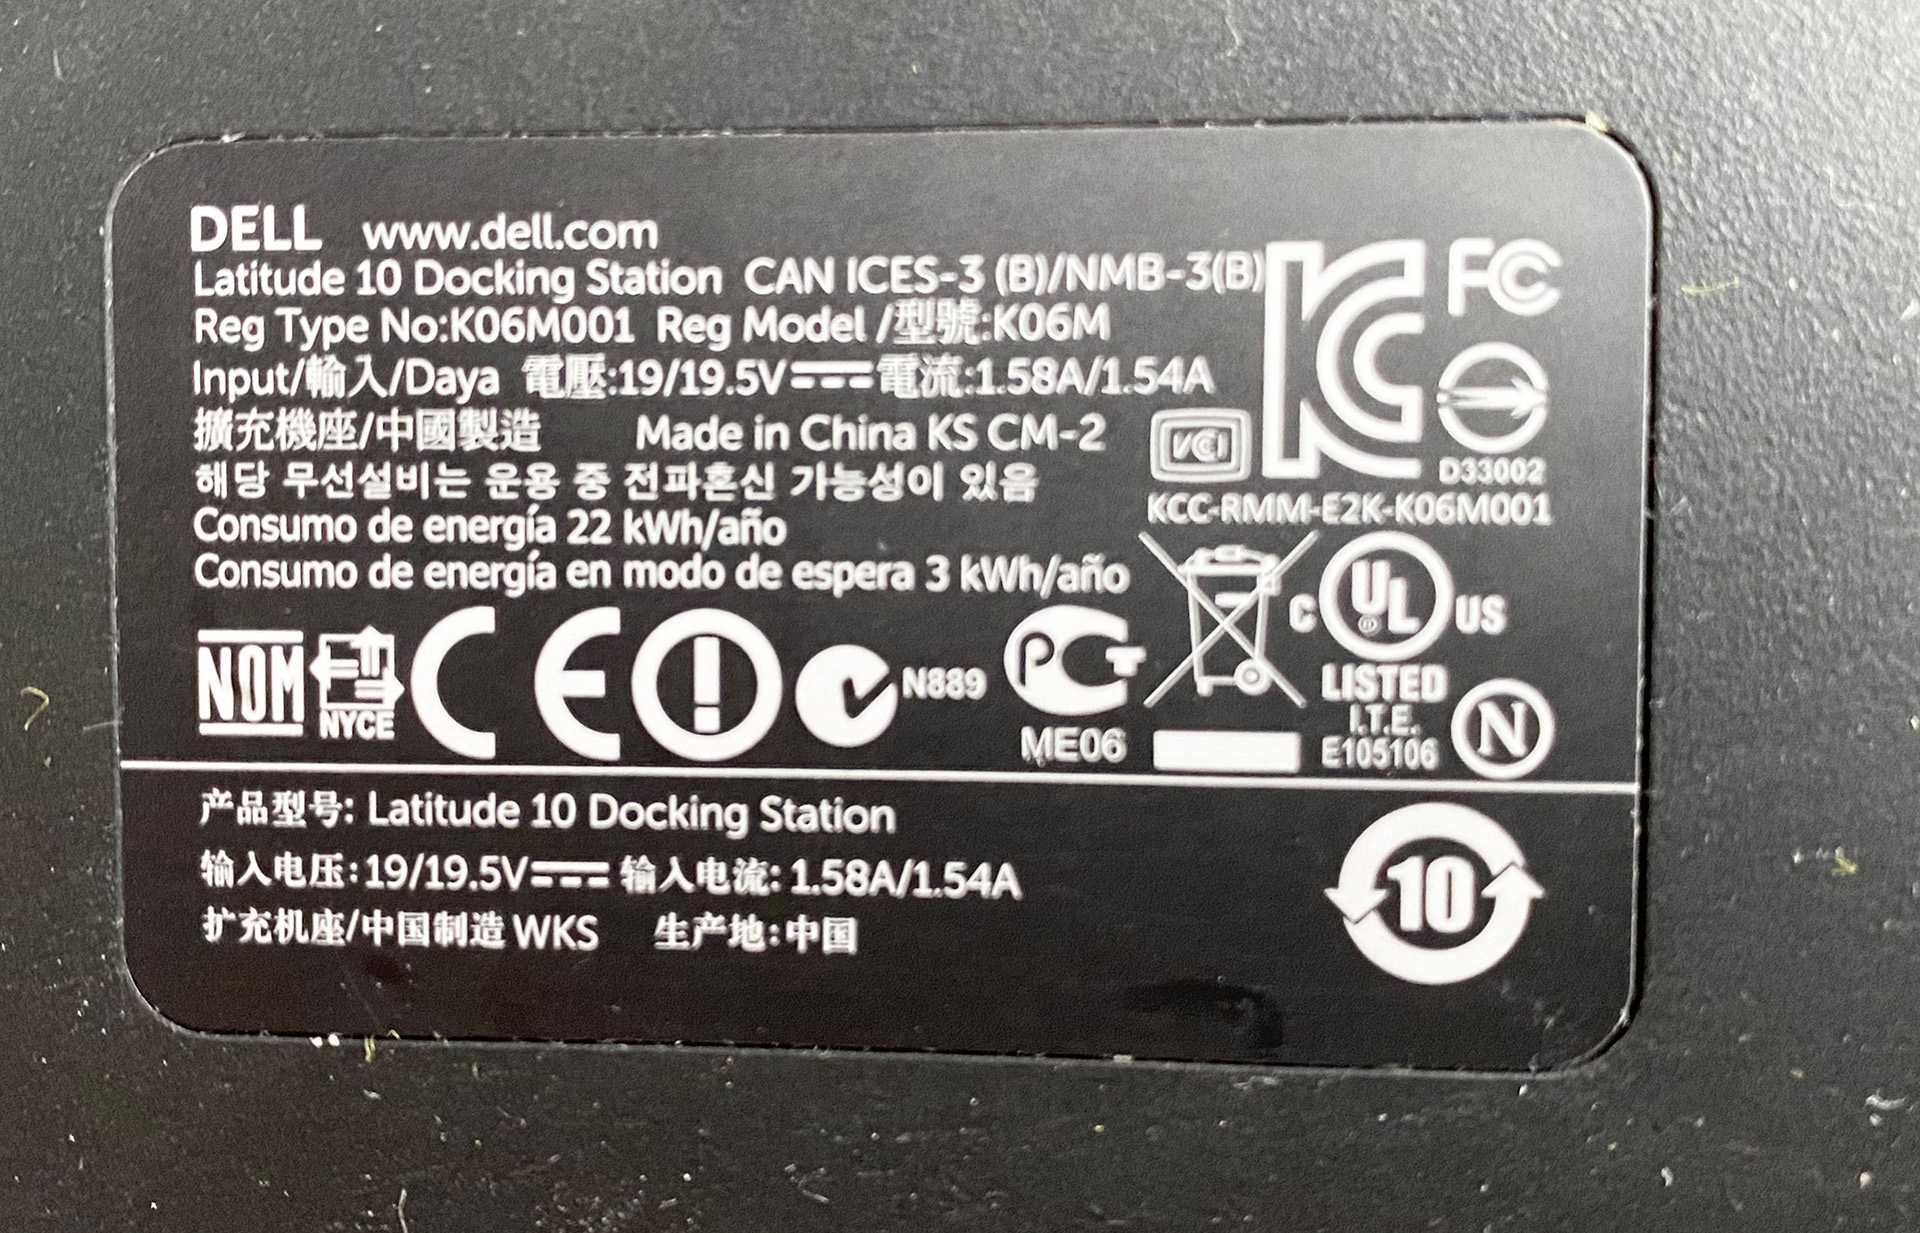 DELL www.dell.com
Latitude 10 Docking Station CAN ICES-3 (B)/NMB-3(B)
Reg Type No:K06M001 Reg Model /型號:K06M
Input/輸入/Daya 電壓:19/19.5V⎓電流:1.58A/1.54A
擴充機座/中國製造 Made in China KS CM-2
해당 무선설비는 운용 중 전파혼신 가능성이 있음
Consumo de energía 22 kWh/año
Consumo de energía en modo de espera 3 kWh/año
FC
KC
VCI
D33002
KCC-RMM-E2K-K06M001
NOM
NYCE
CE
N889
PCT
ME06
C UL US
LISTED
I.T.E.
E105106
N
产品型号: Latitude 10 Docking Station
输入电压:19/19.5V⎓输入电流: 1.58A/1.54A
扩充机座/中国制造 WKS 生产地:中国
10